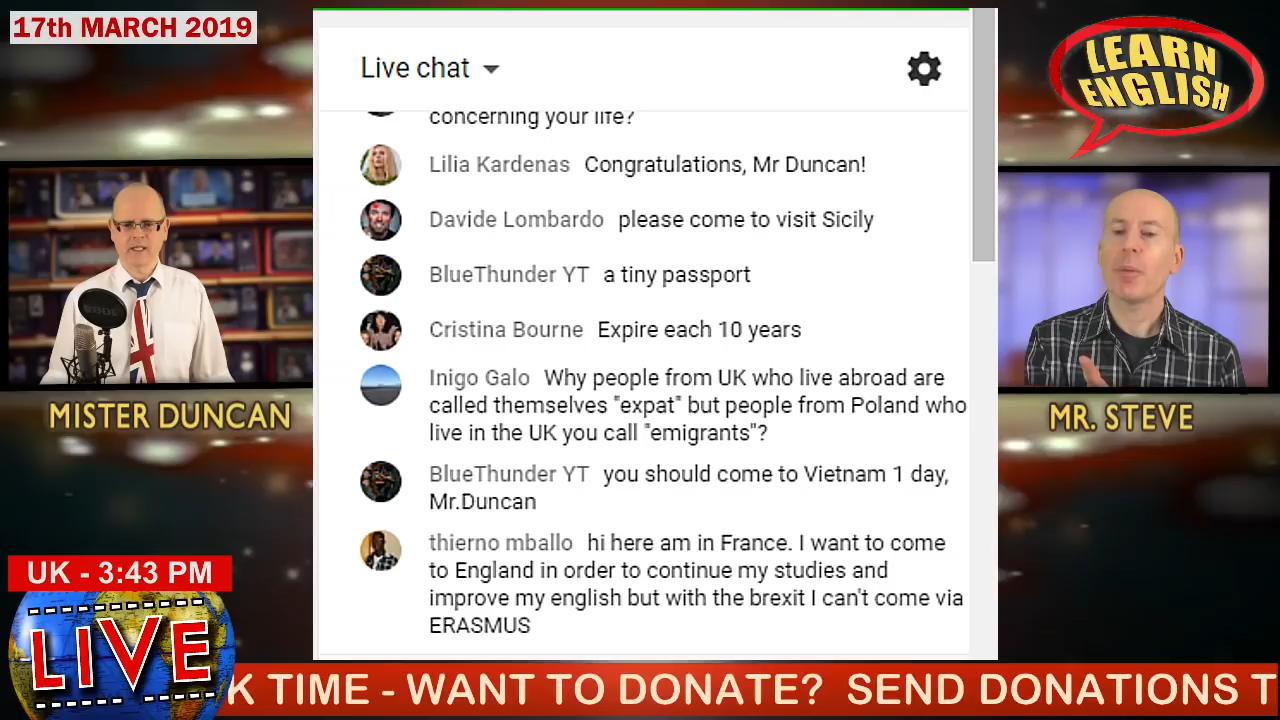 17th MARCH 2019
Live chat
LEARN
ENGLISH
concerning your life?
Lilia Kardenas Congratulations, Mr Duncan!
Davide Lombardo please come to visit Sicily
BlueThunder YT a tiny passport
Cristina Bourne Expire each 10 years
Inigo Galo Why people from UK who live abroad are
called themselves "expat" but people from Poland who
live in the UK you call "emigrants"?
BlueThunder YT you should come to Vietnam 1 day,
Mr.Duncan
thierno mballo hi here am in France. I want to come
to England in order to continue my studies and
improve my english but with the brexit I can't come via
ERASMUS
MISTER DUNCAN
MR. STEVE
UK - 3:43 PM
LIVE
K TIME - WANT TO DONATE? SEND DONATIONS T